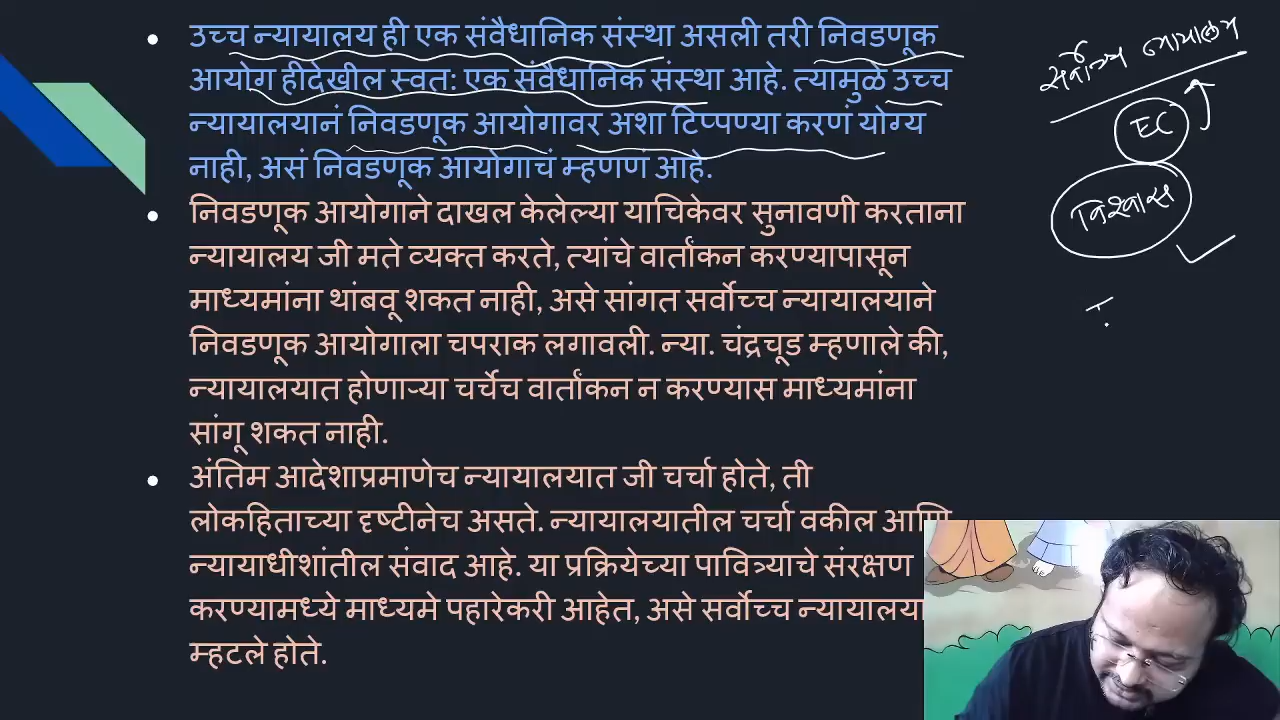 उच्च न्यायालय ही एक संवैधानिक संस्था असली तरी निवडणूक
आयोग हीदेखील स्वत: एक संवैधानिक संस्था आहे. त्यामुळे उच्च
न्यायालयानं निवडणूक आयोगावर अशा टिप्पण्या करणं योग्य
नाही, असं निवडणूक आयोगाचं म्हणणं आहे.
निवडणूक आयोगाने दाखल केलेल्या याचिकेवर सुनावणी करताना
न्यायालय जी मते व्यक्त करते, त्यांचे वार्तांकन करण्यापासून
माध्यमांना थांबवू शकत नाही, असे सांगत सर्वोच्च न्यायालयाने
निवडणूक आयोगाला चपराक लगावली. न्या. चंद्रचूड म्हणाले की,
न्यायालयात होणाऱ्या चर्चेच वार्तांकन न करण्यास माध्यमांना
सांगू शकत नाही.
अंतिम आदेशाप्रमाणेच न्यायालयात जी चर्चा होते, ती
लोकहिताच्या दृष्टीनेच असते. न्यायालयातील चर्चा वकील आणि
न्यायाधीशांतील संवाद आहे. या प्रक्रियेच्या पावित्र्याचे संरक्षण
करण्यामध्ये माध्यमे पहारेकरी आहेत, असे सर्वोच्च न्यायालया
म्हटले होते.
सर्वोच्च न्यायालय
EC
विश्वास